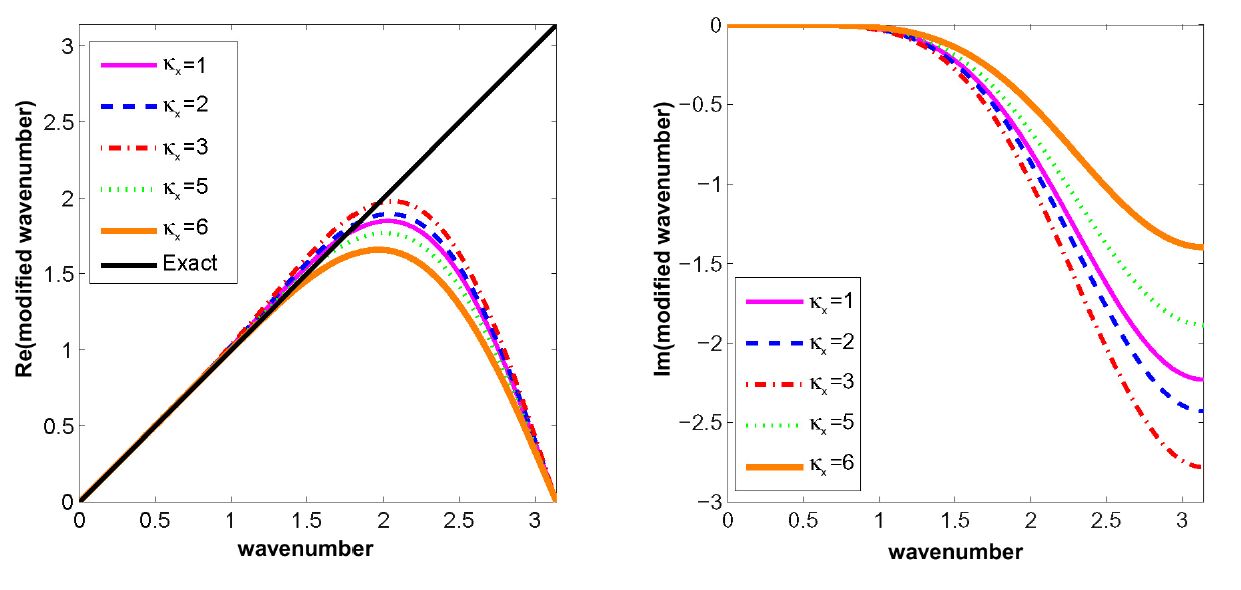 3
2.5
2
1.5
1
0.5
0
Re(modified wavenumber)
κx=1
κx=2
κx=3
κx=5
κx=6
Exact
0 0.5 1 1.5 2 2.5 3
wavenumber
0
−0.5
−1
−1.5
−2
−2.5
−3
Im(modified wavenumber)
κx=1
κx=2
κx=3
κx=5
κx=6
0 0.5 1 1.5 2 2.5 3
wavenumber